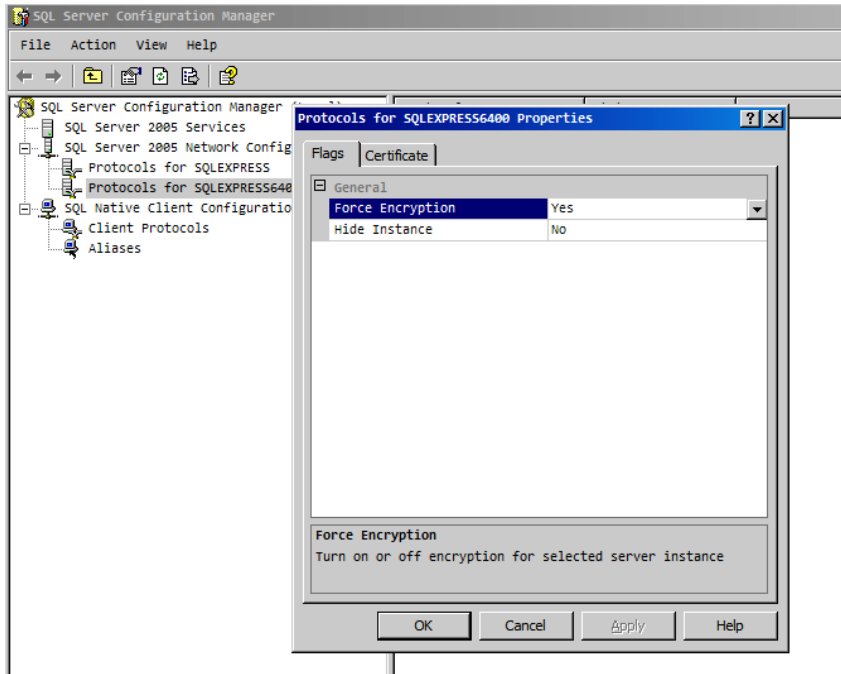 SQL Server Configuration Manager
File Action View Help
SQL Server Configuration Manager
SQL Server 2005 Services
SQL Server 2005 Network Config
Protocols for SQLEXPRESS
Protocols for SQLEXPRESS640
SQL Native Client Configuratio
Client Protocols
Aliases
Protocols for SQLEXPRESS6400 Properties
Flags Certificate
General
Force Encryption Yes
Hide Instance No
Force Encryption
Turn on or off encryption for selected server instance
OK Cancel Apply Help